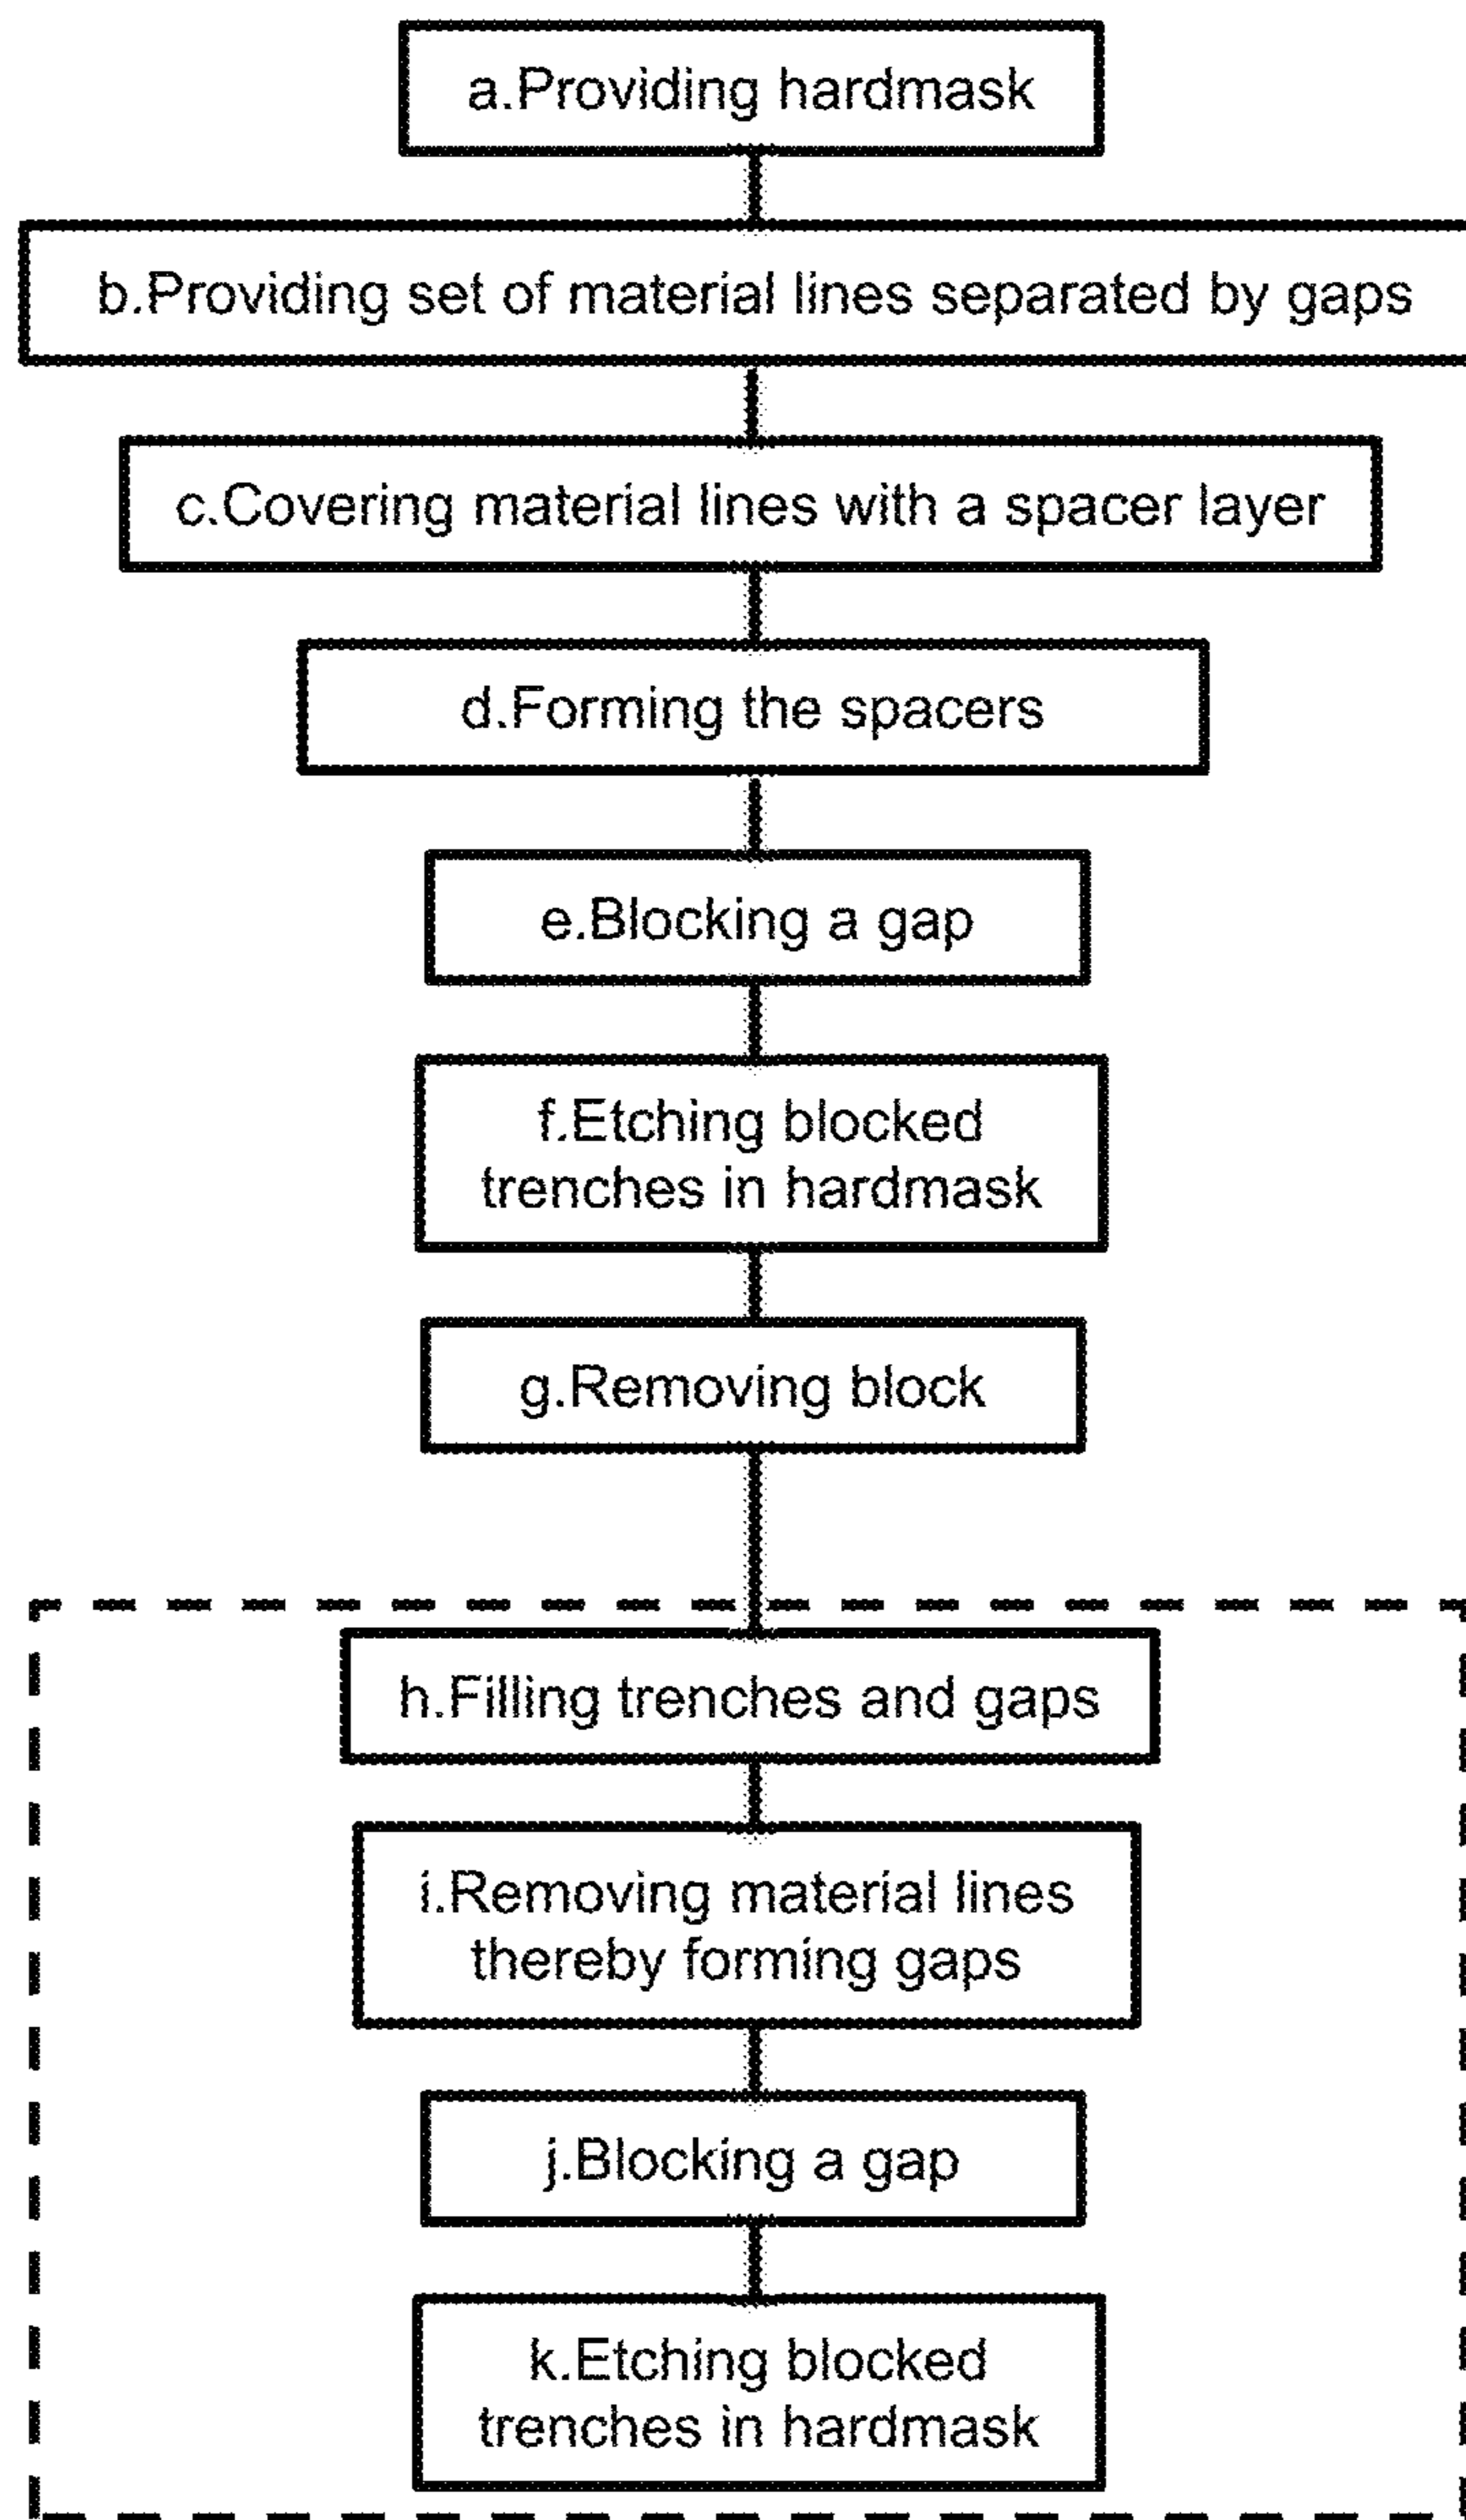 a.Providing hardmask
b.Providing set of material lines separated by gaps
c.Covering material lines with a spacer layer
d.Forming the spacers
e.Blocking a gap
f.Etching blocked
trenches in hardmask
g.Removing block
h.Filling trenches and gaps
i.Removing material lines
thereby forming gaps
j.Blocking a gap
k.Etching blocked
trenches in hardmask